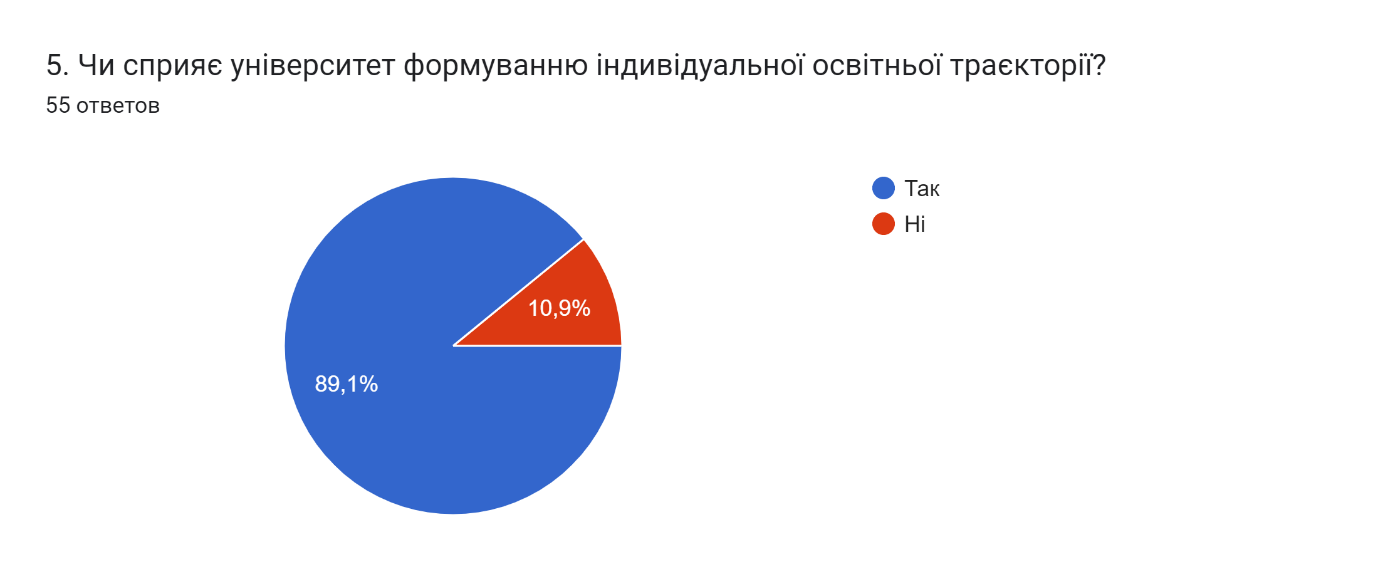 5. Чи сприяє університет формуванню індивідуальної освітньої траєкторії?
55 ответов
Так
Ні
10,9%
89,1%